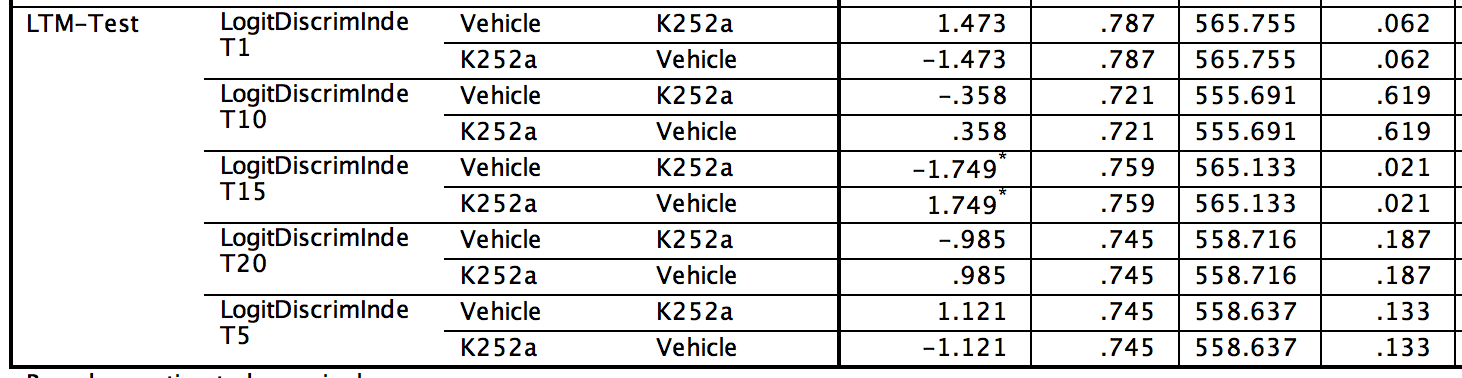 LTM-Test LogitDiscrimInde T1 Vehicle K252a 1.473 .787 565.755 .062
K252a Vehicle -1.473 .787 565.755 .062
LogitDiscrimInde T10 Vehicle K252a -.358 .721 555.691 .619
K252a Vehicle .358 .721 555.691 .619
LogitDiscrimInde T15 Vehicle K252a -1.749* .759 565.133 .021
K252a Vehicle 1.749* .759 565.133 .021
LogitDiscrimInde T20 Vehicle K252a -.985 .745 558.716 .187
K252a Vehicle .985 .745 558.716 .187
LogitDiscrimInde T5 Vehicle K252a 1.121 .745 558.637 .133
K252a Vehicle -1.121 .745 558.637 .133